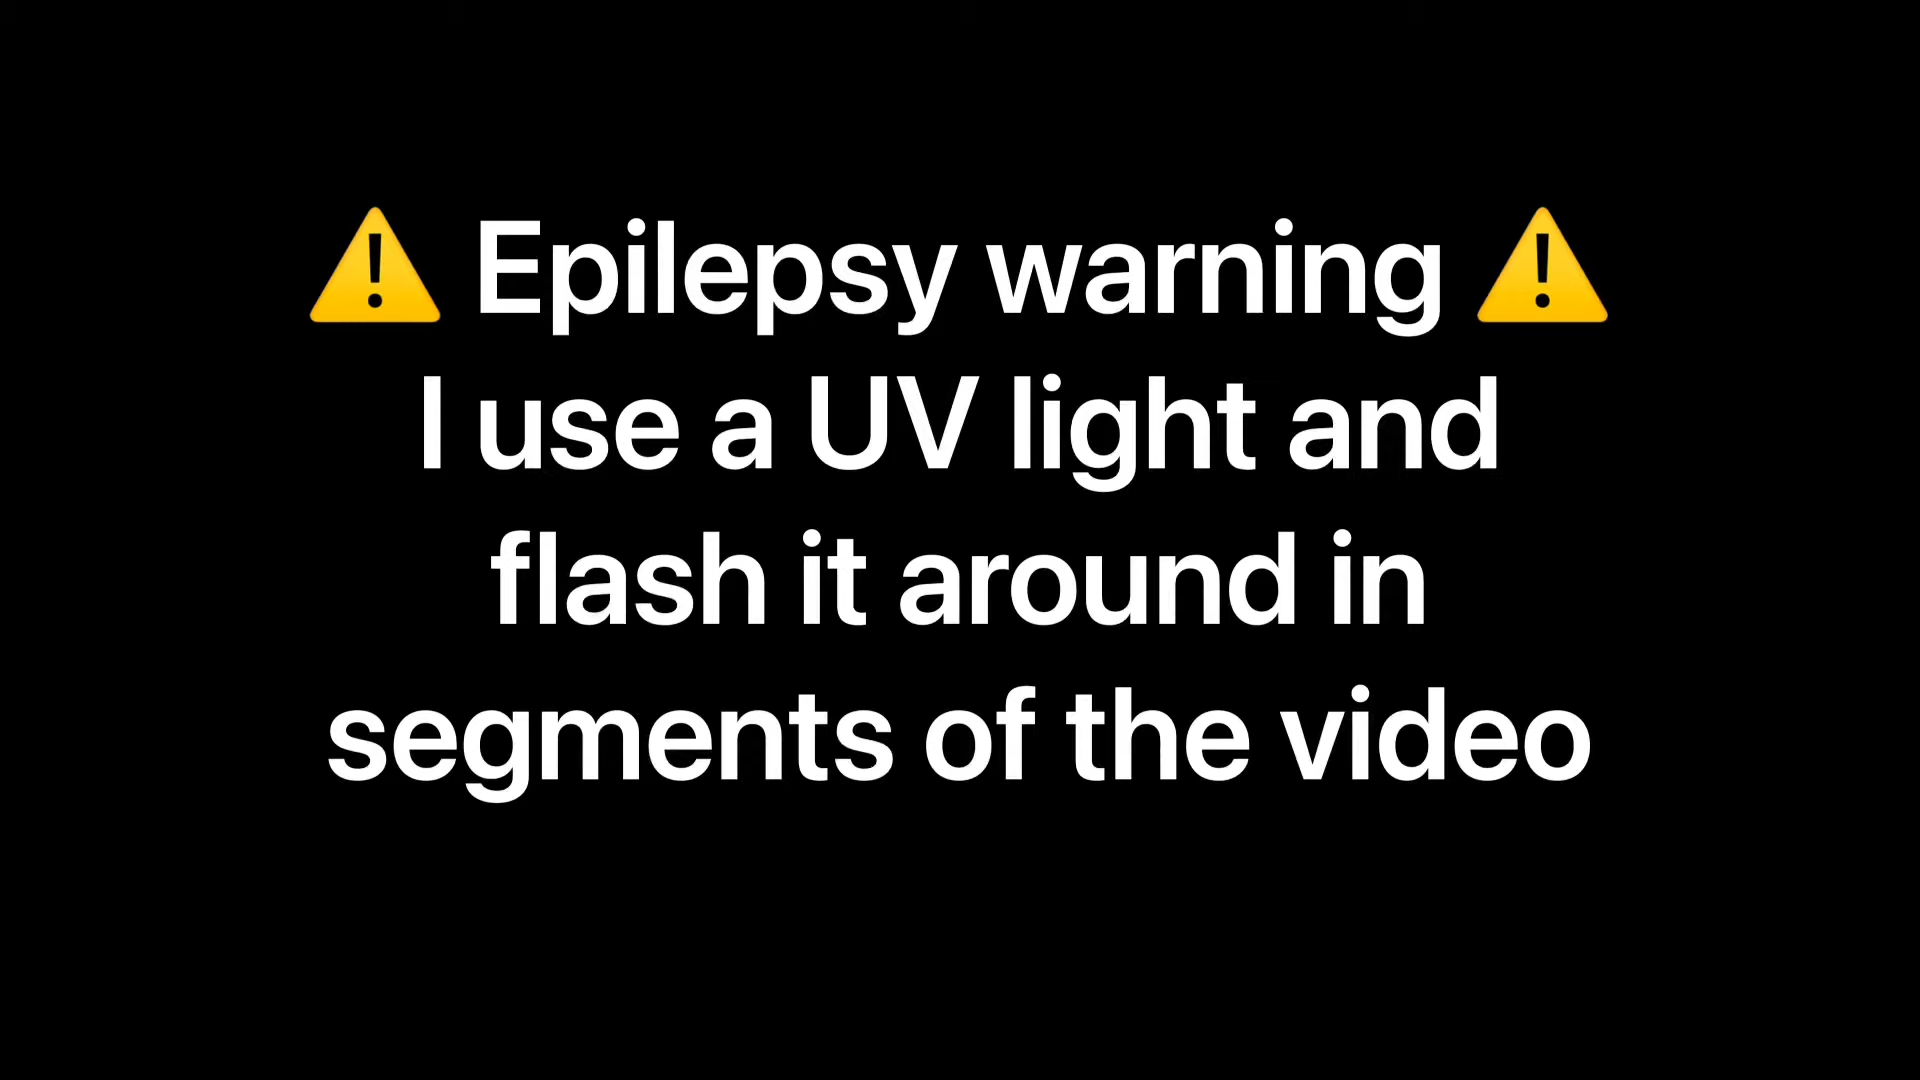 ⚠️ Epilepsy warning ⚠️
I use a UV light and
flash it around in
segments of the video